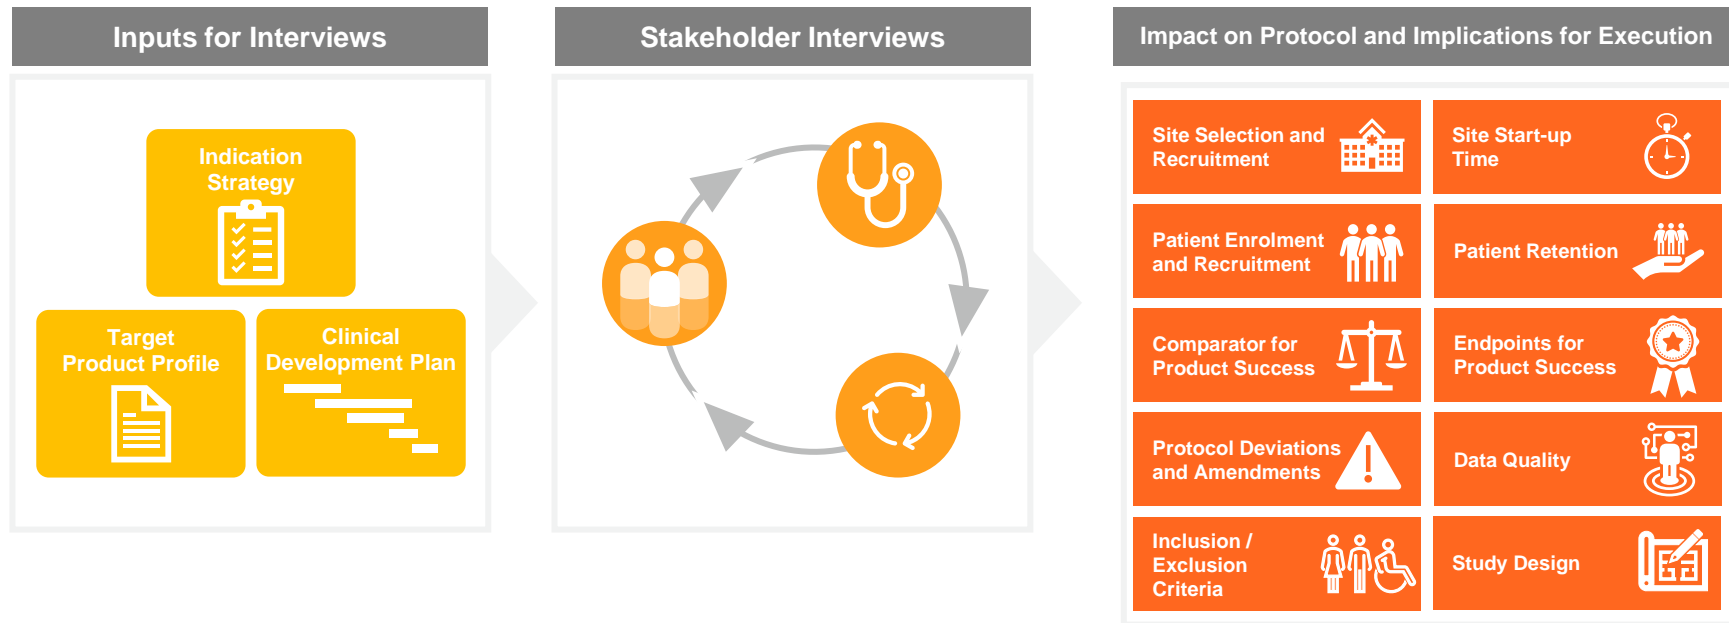 Inputs for Interviews
Stakeholder Interviews
Impact on Protocol and Implications for Execution
Indication
Strategy
Target
Product Profile
Clinical
Development Plan
Site Selection and
Recruitment
Site Start-up
Time
Patient Enrolment
and Recruitment
Patient Retention
Comparator for
Product Success
Endpoints for
Product Success
Protocol Deviations
and Amendments
Data Quality
Inclusion /
Exclusion
Criteria
Study Design